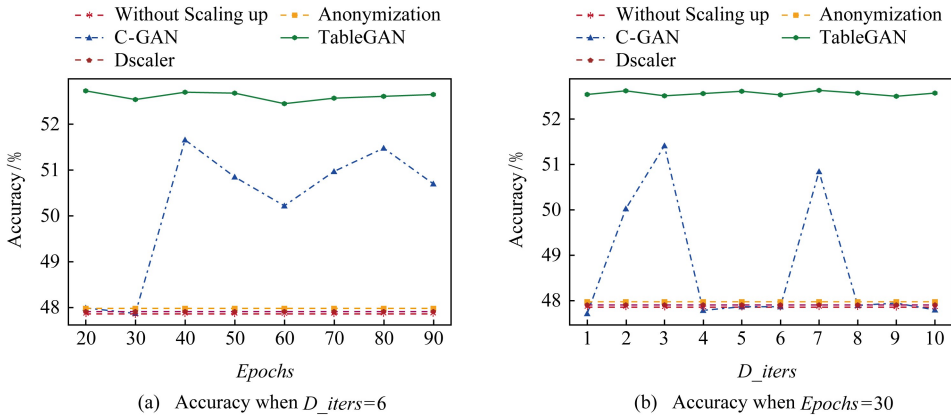 Without Scaling up
Anonymization
C-GAN
TableGAN
Dscaler
52
51
50
49
48
Accuracy/%
20 30 40 50 60 70 80 90
Epochs
(a) Accuracy when D_iters=6
Without Scaling up
Anonymization
C-GAN
TableGAN
Dscaler
52
51
50
49
48
Accuracy/%
1 2 3 4 5 6 7 8 9 10
D_iters
(b) Accuracy when Epochs=30